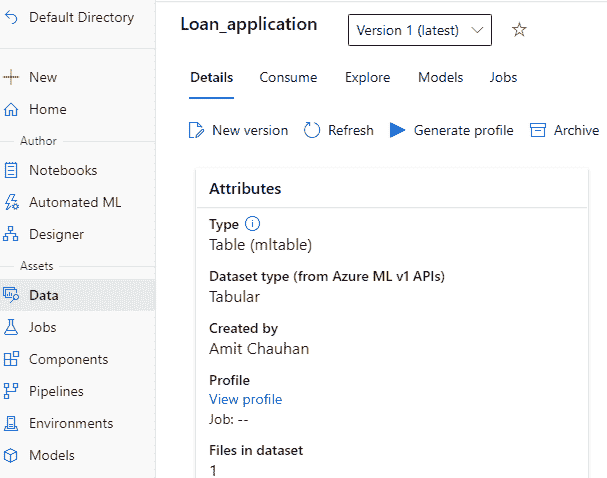 Default Directory
New
Home
Author
Notebooks
Automated ML
Designer
Assets
Data
Jobs
Components
Pipelines
Environments
Models
Loan_application
Version 1 (latest)
Details Consume Explore Models Jobs
New version Refresh Generate profile Archive
Attributes
Type
Table (mltable)
Dataset type (from Azure ML v1 APIs)
Tabular
Created by
Amit Chauhan
Profile
View profile
Job: --
Files in dataset
1